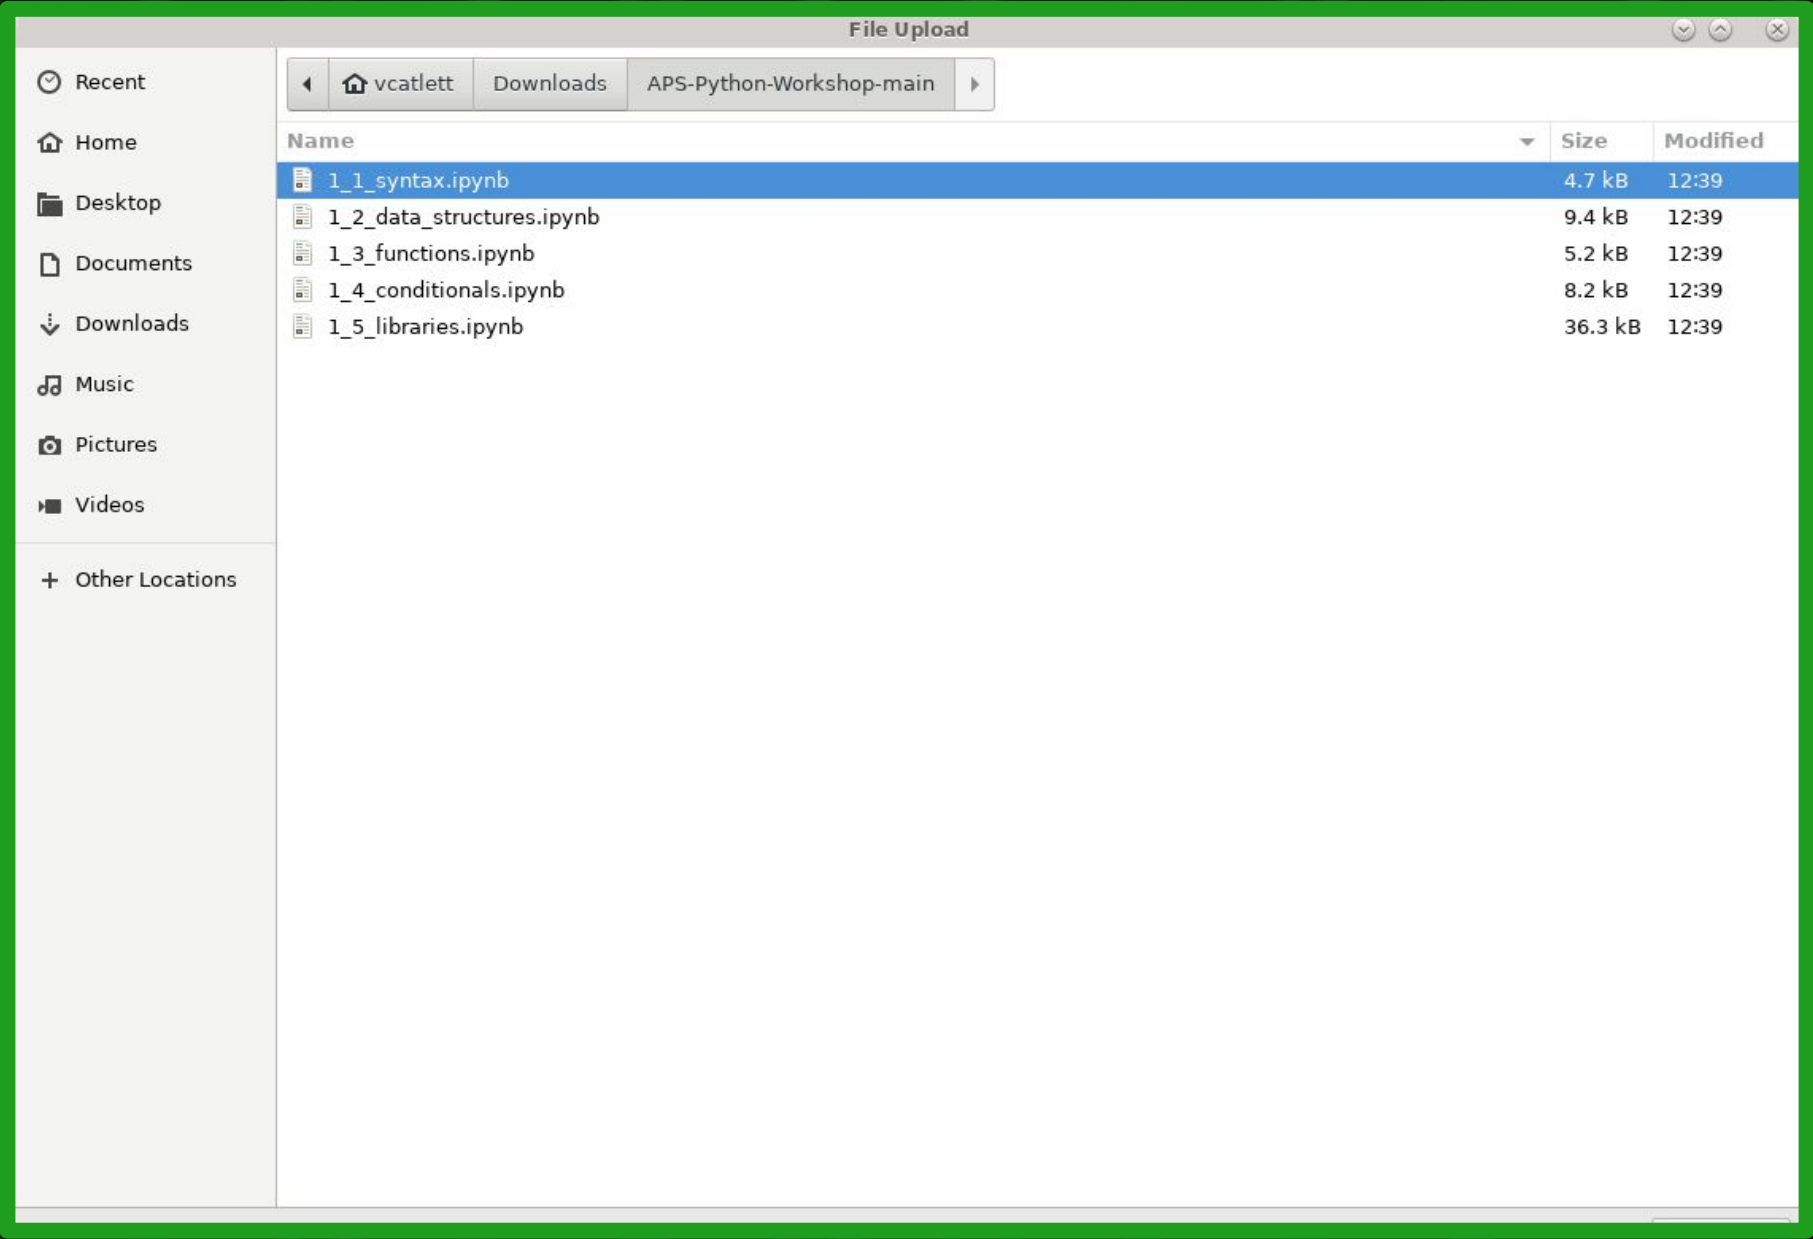 File Upload
Recent
Home
Desktop
Documents
Downloads
Music
Pictures
Videos
Other Locations
vcatlett Downloads APS-Python-Workshop-main
Name Size Modified
1_1_syntax.ipynb 4.7 kB 12:39
1_2_data_structures.ipynb 9.4 kB 12:39
1_3_functions.ipynb 5.2 kB 12:39
1_4_conditionals.ipynb 8.2 kB 12:39
1_5_libraries.ipynb 36.3 kB 12:39